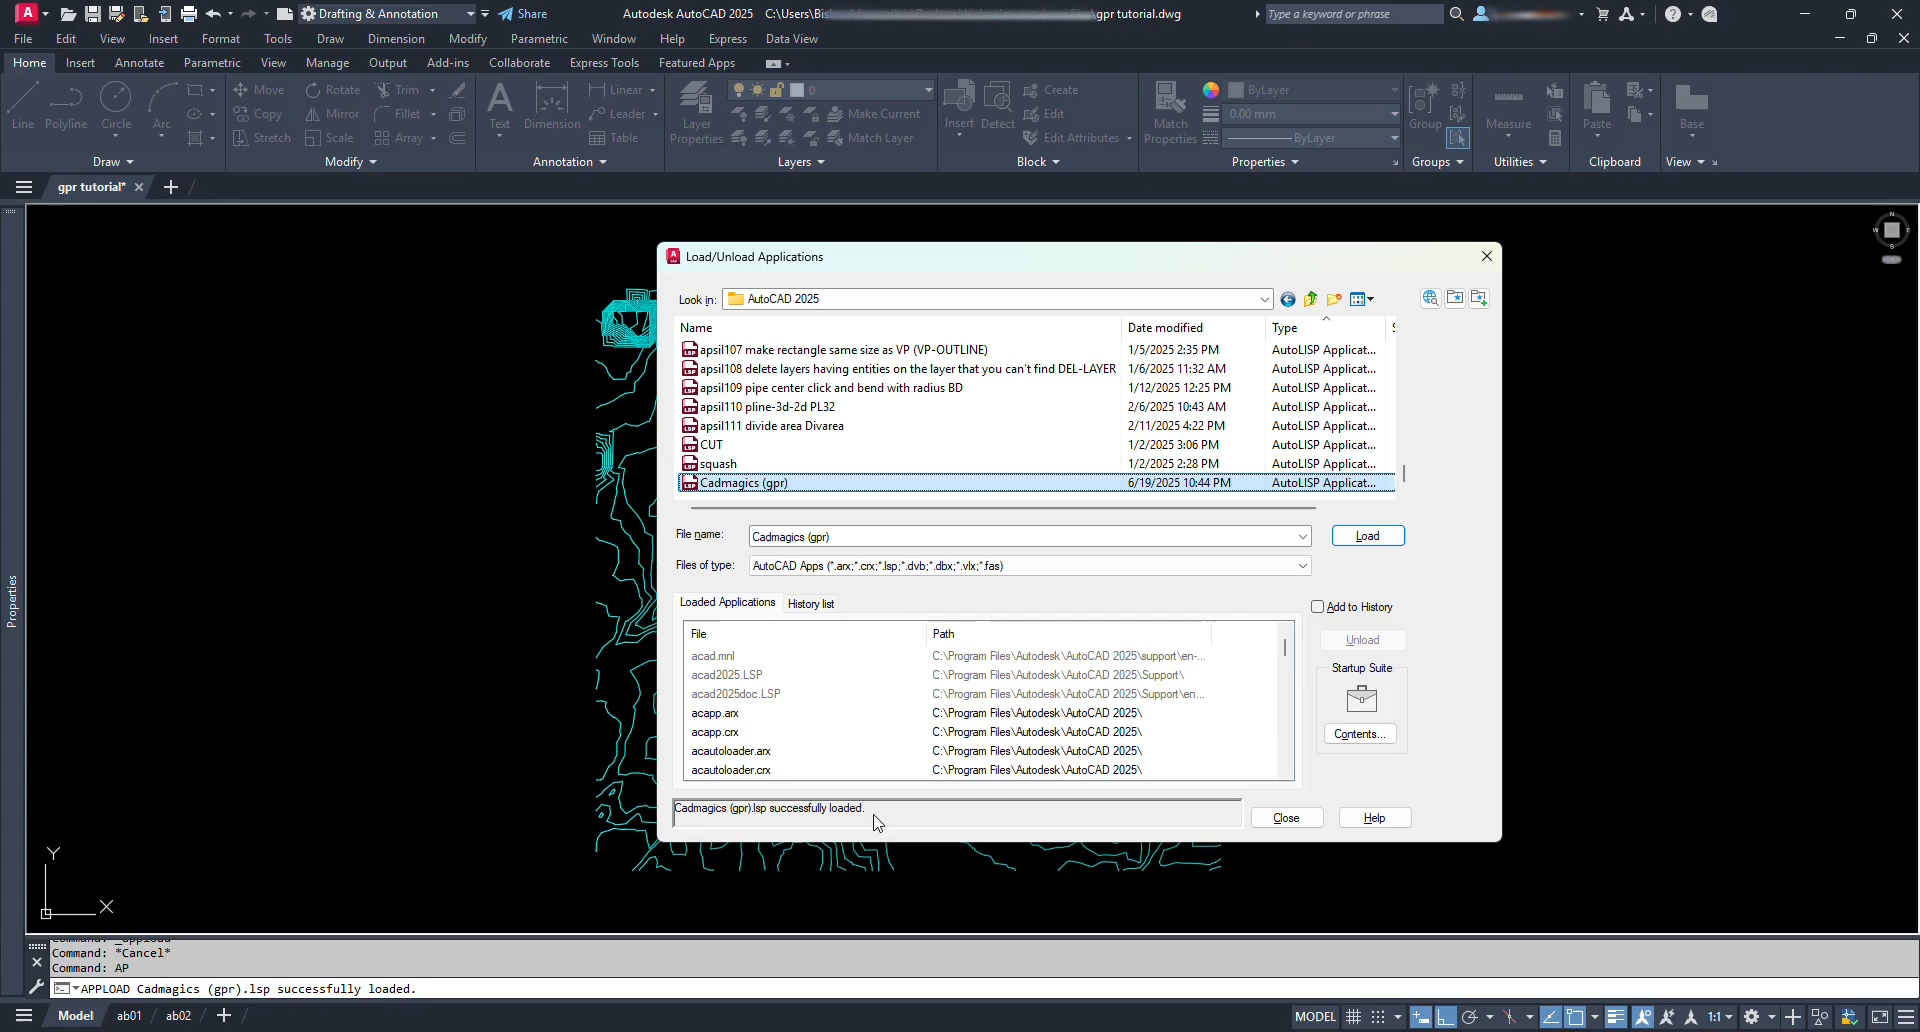 Drafting & Annotation
Share
Autodesk AutoCAD 2025 C:\Users\Bis \gpr tutorial.dwg
Type a keyword or phrase
File Edit View Insert Format Tools Draw Dimension Modify Parametric Window Help Express Data View
Home Insert Annotate Parametric View Manage Output Add-ins Collaborate Express Tools Featured Apps
Line Polyline Circle Arc
Draw
Move Rotate Trim
Copy Mirror Fillet
Stretch Scale Array
Modify
Text Dimension
Linear
Leader
Table
Annotation
Layer
Properties
0
Make Current
Match Layer
Layers
Insert Detect
Create
Edit
Edit Attributes
Block
Match
Properties
ByLayer
0.00 mm
ByLayer
Properties
Group
Groups
Measure
Utilities
Paste
Clipboard
Base
View
gpr tutorial*
Properties
N
W
S
Load/Unload Applications
Look in: AutoCAD 2025
Name Date modified Type
apsil107 make rectangle same size as VP (VP-OUTLINE) 1/5/2025 2:35 PM AutoLISP Applicat...
apsil108 delete layers having entities on the layer that you can't find DEL-LAYER 1/6/2025 11:32 AM AutoLISP Applicat...
apsil109 pipe center click and bend with radius BD 1/12/2025 12:25 PM AutoLISP Applicat...
apsil110 pline-3d-2d PL32 2/6/2025 10:43 AM AutoLISP Applicat...
apsil111 divide area Divarea 2/11/2025 4:22 PM AutoLISP Applicat...
CUT 1/2/2025 3:06 PM AutoLISP Applicat...
squash 1/2/2025 2:28 PM AutoLISP Applicat...
Cadmagics (gpr) 6/19/2025 10:44 PM AutoLISP Applicat...
File name: Cadmagics (gpr) Load
Files of type: AutoCAD Apps (*.arx;*.crx;*.lsp;*.dvb;*.dbx;*.vlx;*.fas)
Loaded Applications History list
Add to History
File Path
acad.mnl C:\Program Files\Autodesk\AutoCAD 2025\support\en-...
acad2025.LSP C:\Program Files\Autodesk\AutoCAD 2025\Support\
acad2025doc.LSP C:\Program Files\Autodesk\AutoCAD 2025\Support\en...
acapp.arx C:\Program Files\Autodesk\AutoCAD 2025\
acapp.crx C:\Program Files\Autodesk\AutoCAD 2025\
acautoloader.arx C:\Program Files\Autodesk\AutoCAD 2025\
acautoloader.crx C:\Program Files\Autodesk\AutoCAD 2025\
Unload
Startup Suite
Contents...
Cadmagics (gpr).lsp successfully loaded.
Close Help
Y
X
Command: *Cancel*
Command: AP
APPLOAD Cadmagics (gpr).lsp successfully loaded.
Model ab01 ab02
MODEL 1:1